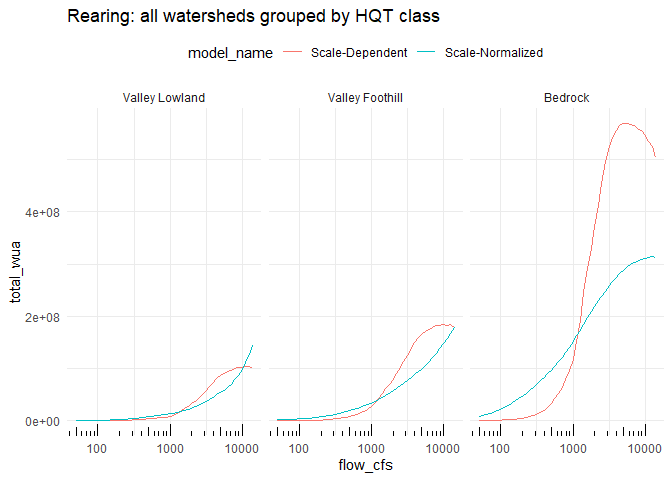 Rearing: all watersheds grouped by HQT class
model_name Scale-Dependent Scale-Normalized
Valley Lowland Valley Foothill Bedrock
total_wua
4e+08
2e+08
0e+00
100 1000 10000 100 1000 10000 100 1000 10000
flow_cfs